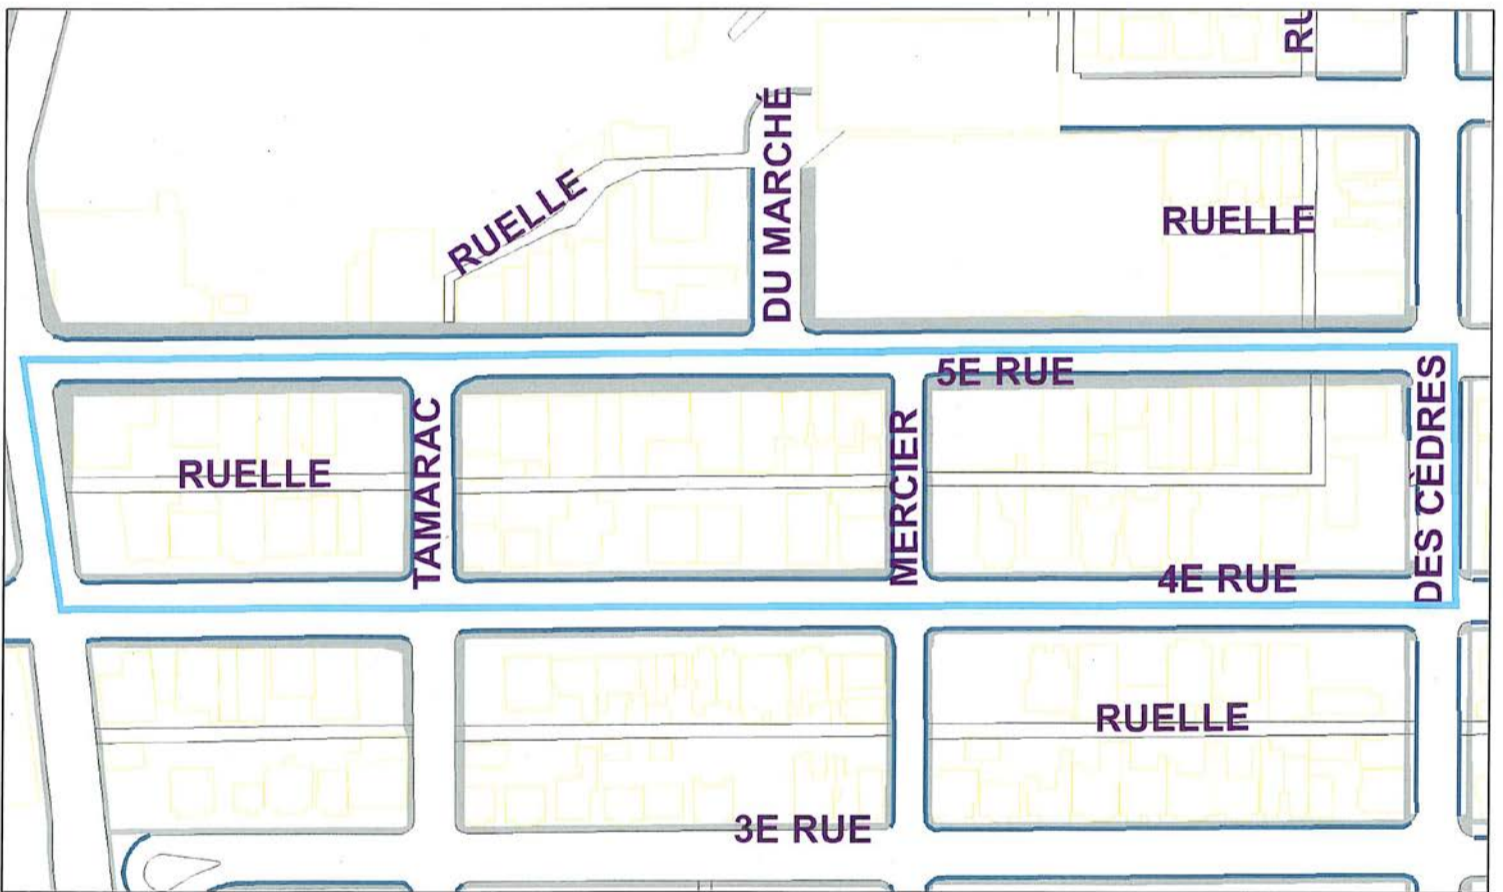 RU
DU MARCHÉ
RUELLE
RUELLE
5E RUE
DES CÈDRES
TAMARAC
MERCIER
RUELLE
4E RUE
RUELLE
3E RUE